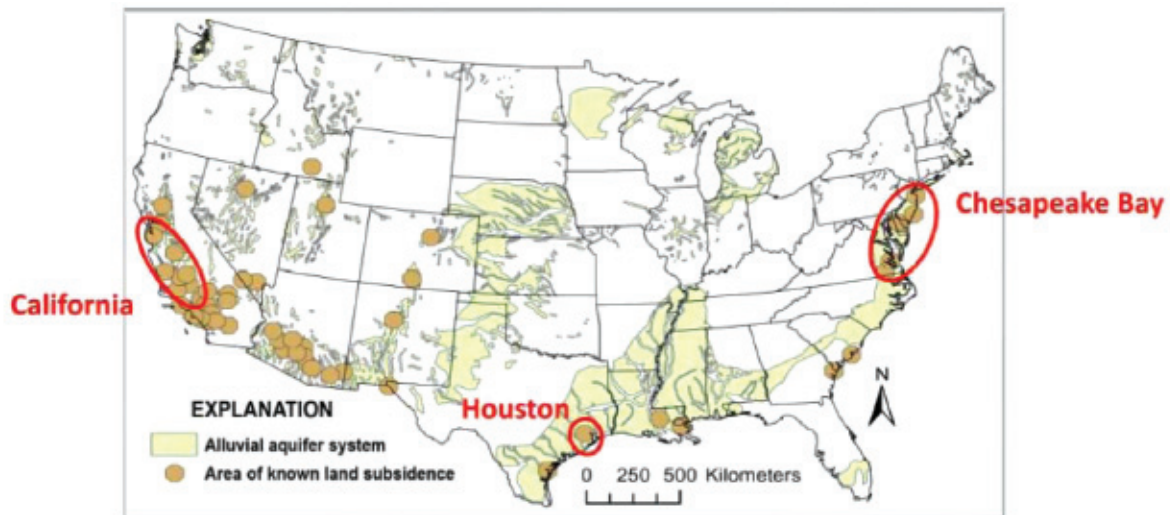 Chesapeake Bay
California
N
EXPLANATION
Houston
Alluvial aquifer system
Area of known land subsidence
0 250 500 Kilometers